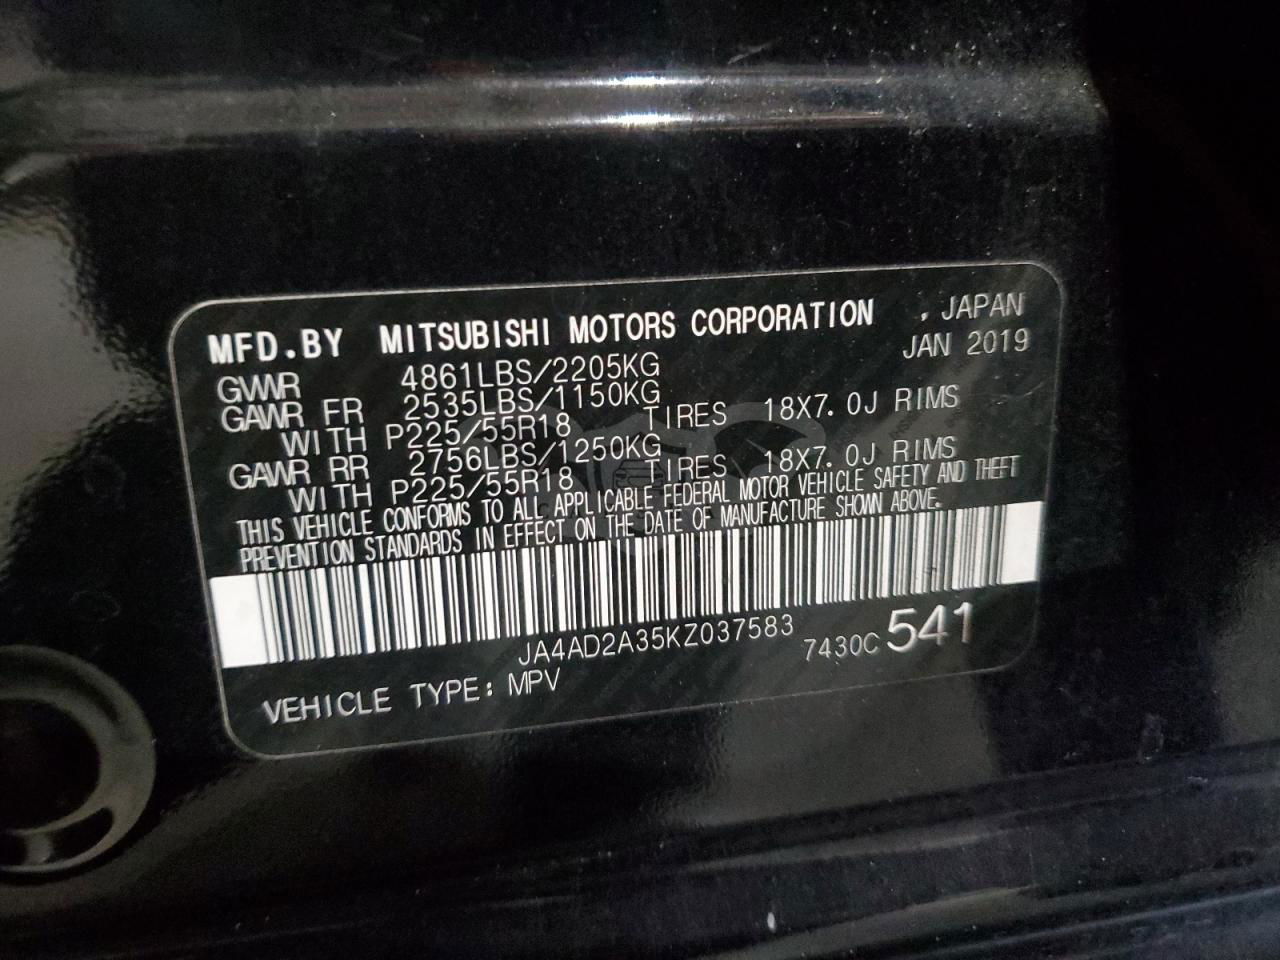 MFD.BY MITSUBISHI MOTORS CORPORATION , JAPAN
JAN 2019
GVWR 4861LBS/2205KG
GAWR FR 2535LBS/1150KG
WITH P225/55R18 TIRES 18X7.0J RIMS
GAWR RR 2756LBS/1250KG
WITH P225/55R18 TIRES 18X7.0J RIMS
THIS VEHICLE CONFORMS TO ALL APPLICABLE FEDERAL MOTOR VEHICLE SAFETY AND THEFT
PREVENTION STANDARDS IN EFFECT ON THE DATE OF MANUFACTURE SHOWN ABOVE.
JA4AD2A35KZ037583 7430C 541
VEHICLE TYPE: MPV